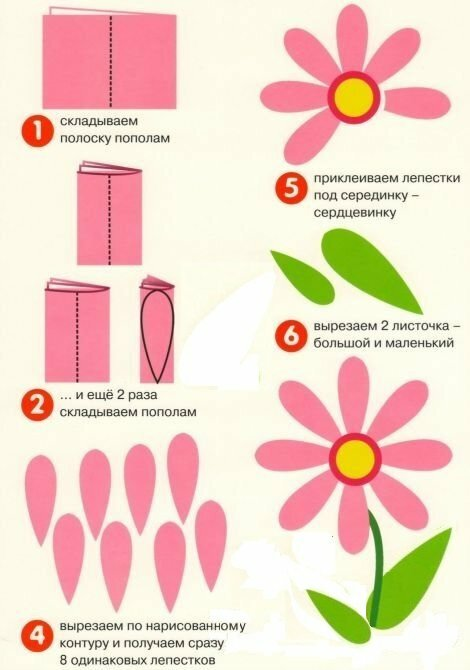 1 складываем
полоску пополам
2 ... и ещё 2 раза
складываем пополам
4 вырезаем по нарисованному
контуру и получаем сразу
8 одинаковых лепестков
5 приклеиваем лепестки
под серединку –
сердцевинку
6 вырезаем 2 листочка –
большой и маленький